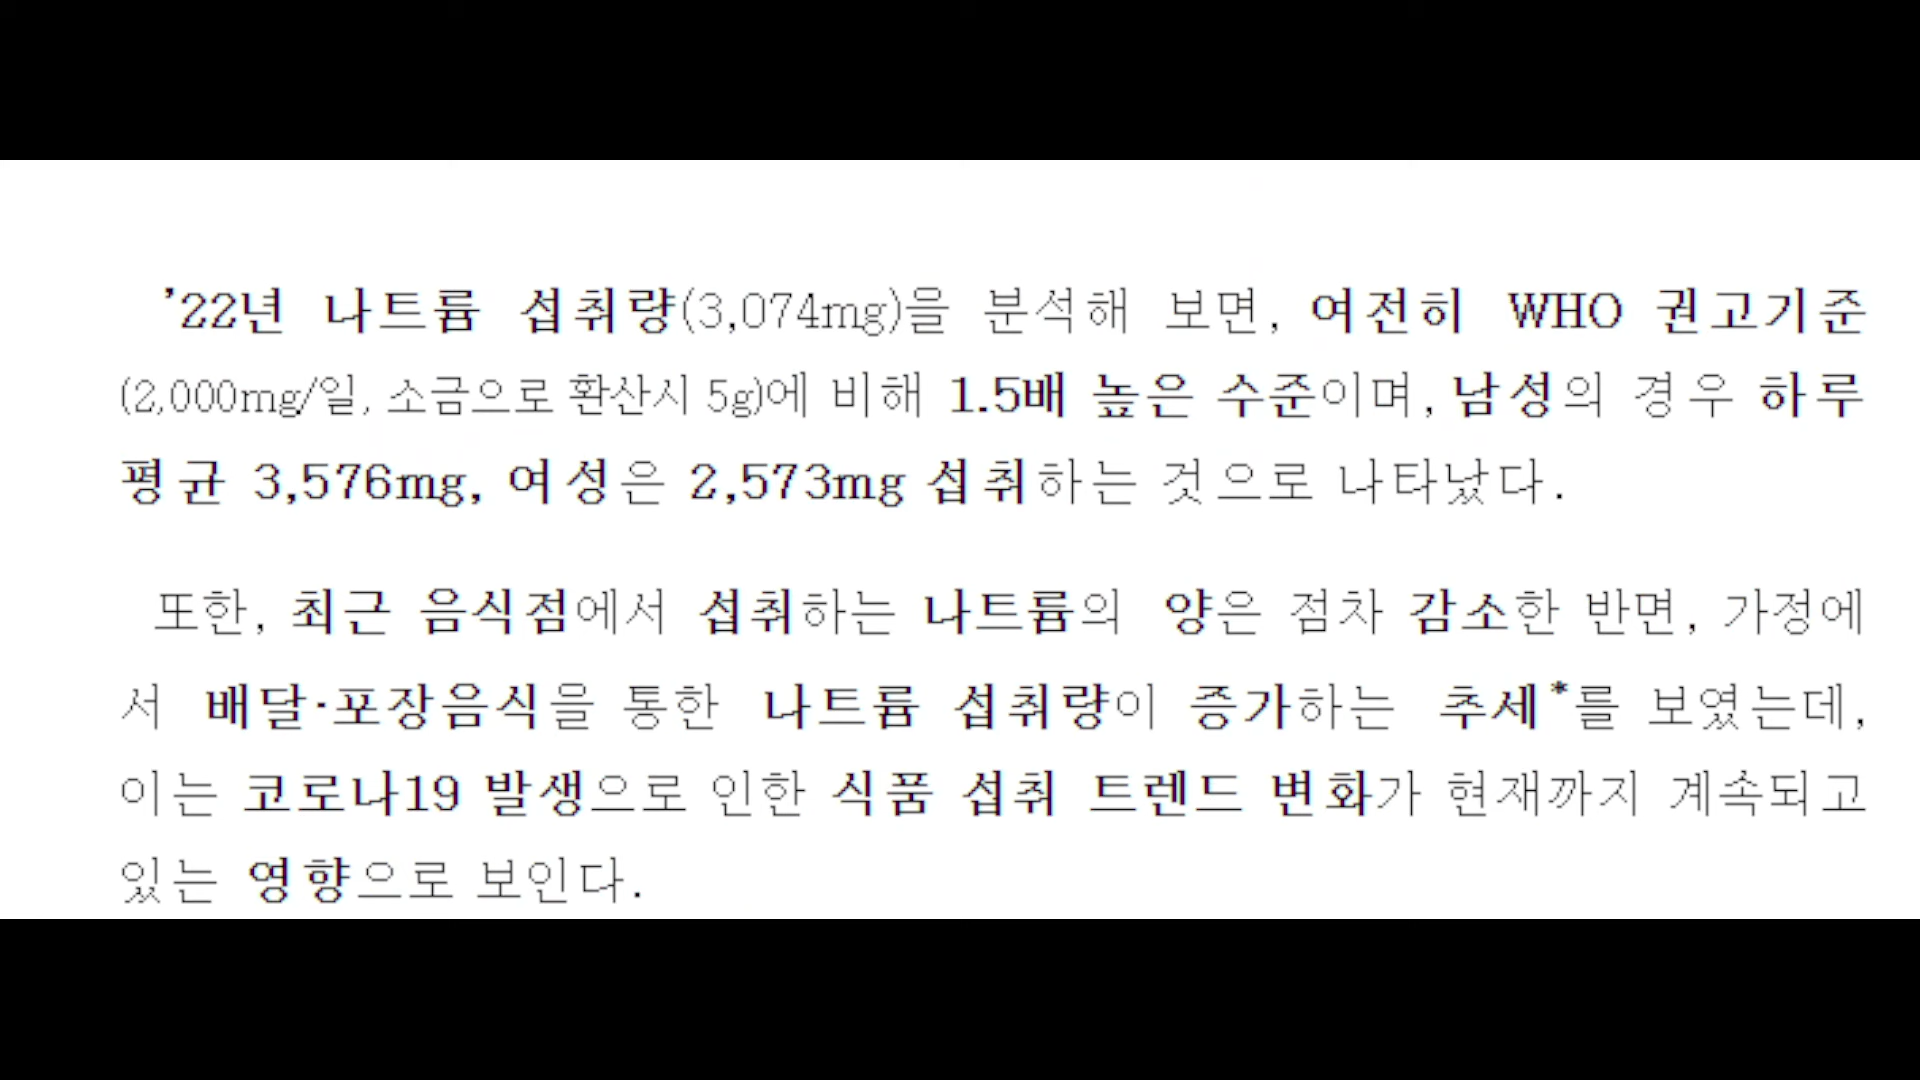 ’22년 나트륨 섭취량(3,074mg)을 분석해 보면, 여전히 WHO 권고기준
(2,000mg/일, 소금으로 환산시 5g)에 비해 1.5배 높은 수준이며, 남성의 경우 하루
평균 3,576mg, 여성은 2,573mg 섭취하는 것으로 나타났다.
또한, 최근 음식점에서 섭취하는 나트륨의 양은 점차 감소한 반면, 가정에
서 배달·포장음식을 통한 나트륨 섭취량이 증가하는 추세*를 보였는데,
이는 코로나19 발생으로 인한 식품 섭취 트렌드 변화가 현재까지 계속되고
있는 영향으로 보인다.